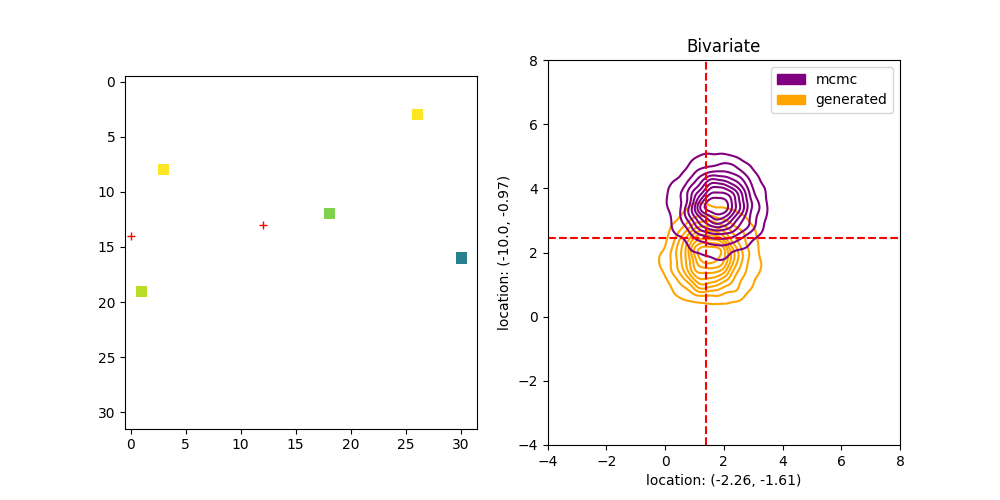 Bivariate
0
5
10
15
20
25
30
0 5 10 15 20 25 30
8
6
4
2
0
−2
−4
−4 −2 0 2 4 6 8
location: (-10.0, -0.97)
location: (-2.26, -1.61)
mcmc
generated